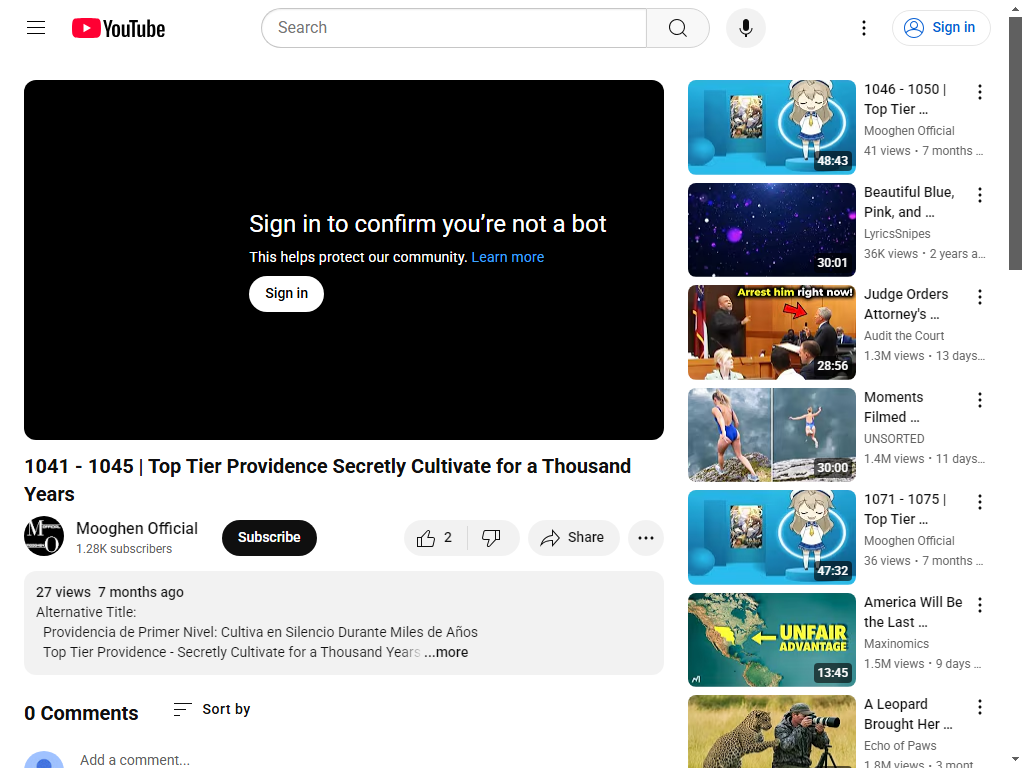 YouTube
Search
Sign in
Sign in to confirm you’re not a bot
This helps protect our community. Learn more
Sign in
1041 - 1045 | Top Tier Providence Secretly Cultivate for a Thousand
Years
Mooghen Official
1.28K subscribers
Subscribe
2
Share
27 views 7 months ago
Alternative Title:
Providencia de Primer Nivel: Cultiva en Silencio Durante Miles de Años
Top Tier Providence - Secretly Cultivate for a Thousand Years ...more
0 Comments
Sort by
Add a comment...
1046 - 1050 |
Top Tier ...
Mooghen Official
41 views • 7 months ...
48:43
Beautiful Blue,
Pink, and ...
LyricsSnipes
36K views • 2 years a...
30:01
Arrest him right now!
28:56
Judge Orders
Attorney's ...
Audit the Court
1.3M views • 13 days...
Moments
Filmed ...
UNSORTED
1.4M views • 11 days...
30:00
1071 - 1075 |
Top Tier ...
Mooghen Official
36 views • 7 months ...
47:32
UNFAIR
ADVANTAGE
13:45
America Will Be
the Last ...
Maxinomics
1.5M views • 9 days ...
A Leopard
Brought Her ...
Echo of Paws
1.8M views • 3 mont...